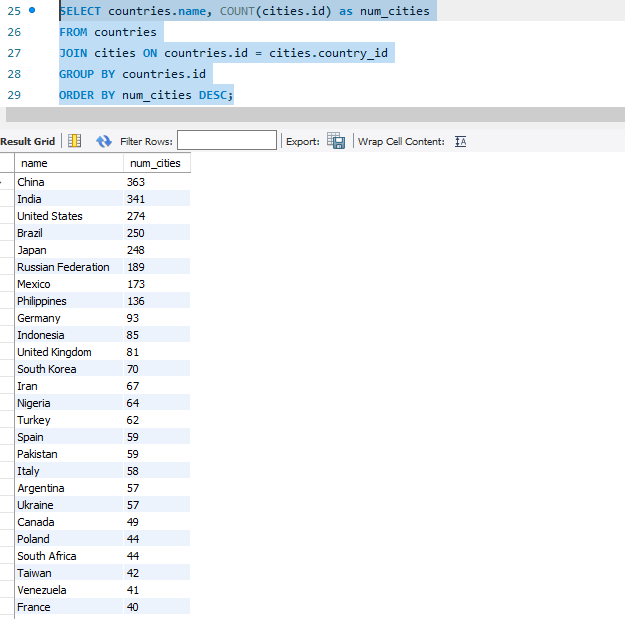 25 SELECT countries.name, COUNT(cities.id) as num_cities
26 FROM countries
27 JOIN cities ON countries.id = cities.country_id
28 GROUP BY countries.id
29 ORDER BY num_cities DESC;
Result Grid Filter Rows: Export: Wrap Cell Content: IA
name num_cities
China 363
India 341
United States 274
Brazil 250
Japan 248
Russian Federation 189
Mexico 173
Philippines 136
Germany 93
Indonesia 85
United Kingdom 81
South Korea 70
Iran 67
Nigeria 64
Turkey 62
Spain 59
Pakistan 59
Italy 58
Argentina 57
Ukraine 57
Canada 49
Poland 44
South Africa 44
Taiwan 42
Venezuela 41
France 40